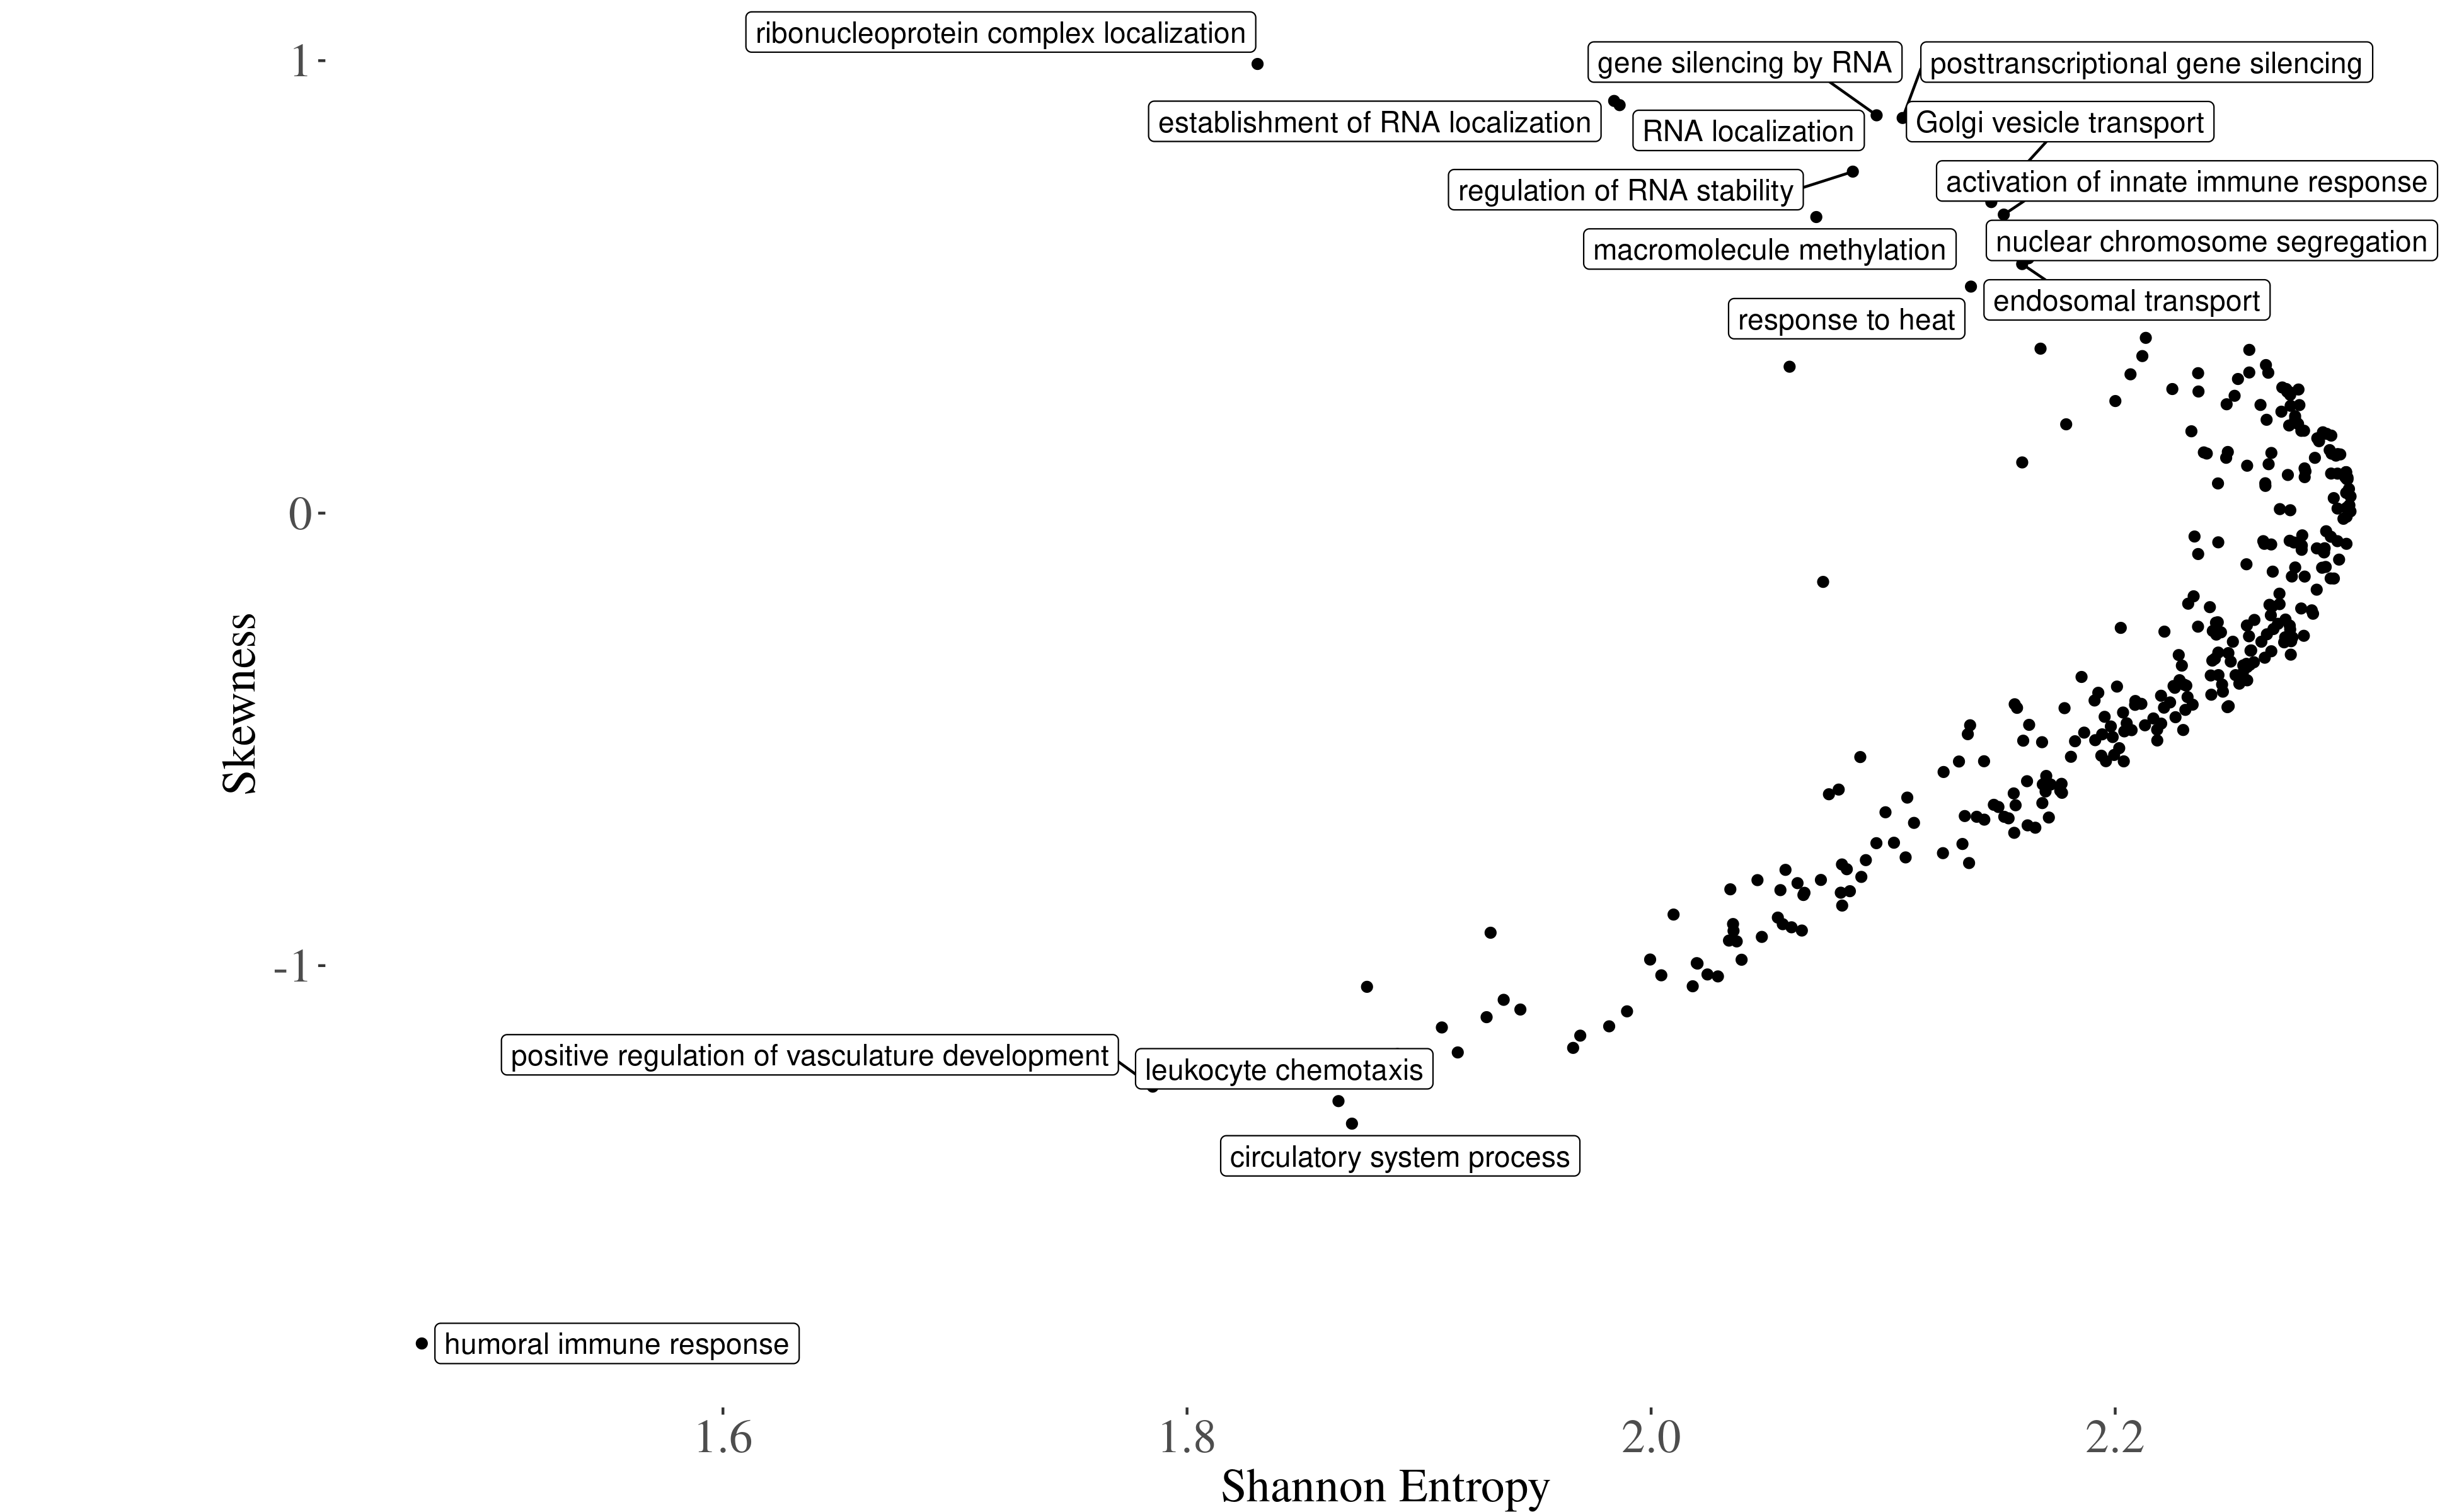 ribonucleoprotein complex localization
1
gene silencing by RNA
posttranscriptional gene silencing
establishment of RNA localization
RNA localization
Golgi vesicle transport
regulation of RNA stability
activation of innate immune response
macromolecule methylation
nuclear chromosome segregation
response to heat
endosomal transport
0
Skewness
-1
positive regulation of vasculature development
leukocyte chemotaxis
circulatory system process
humoral immune response
1.6
1.8
2.0
2.2
Shannon Entropy